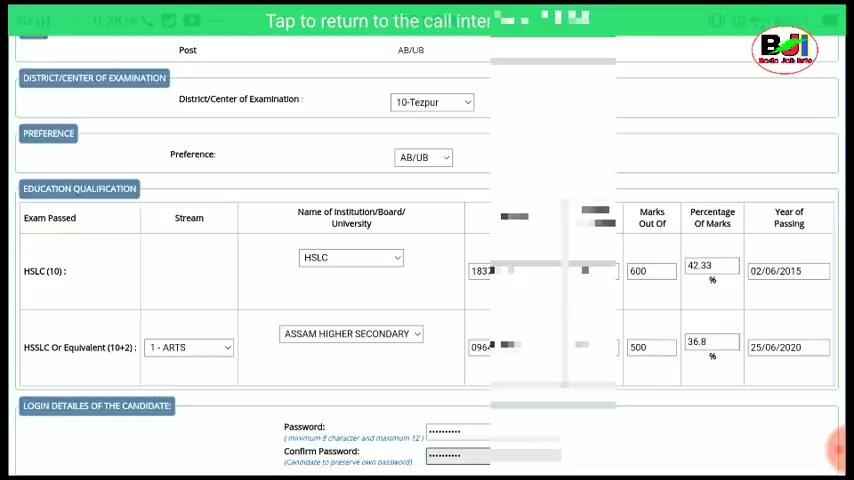 Tap to return to the call inter
BJI
Bodo Job Info
Post AB/UB
DISTRICT/CENTER OF EXAMINATION
District/Center of Examination : 10-Tezpur
PREFERENCE
Preference: AB/UB
EDUCATION QUALIFICATION
Exam Passed Stream Name of Institution/Board/ University Marks Out Of Percentage Of Marks Year of Passing
HSLC (10) : HSLC 1837 600 42.33 % 02/06/2015
HSSLC Or Equivalent (10+2) : 1 - ARTS ASSAM HIGHER SECONDARY 0964 500 36.8 % 25/06/2020
LOGIN DETAILES OF THE CANDIDATE:
Password: ••••••••••
( minimum 8 character and maximum 12 )
Confirm Password: ••••••••••
(Candidate to preserve own password)